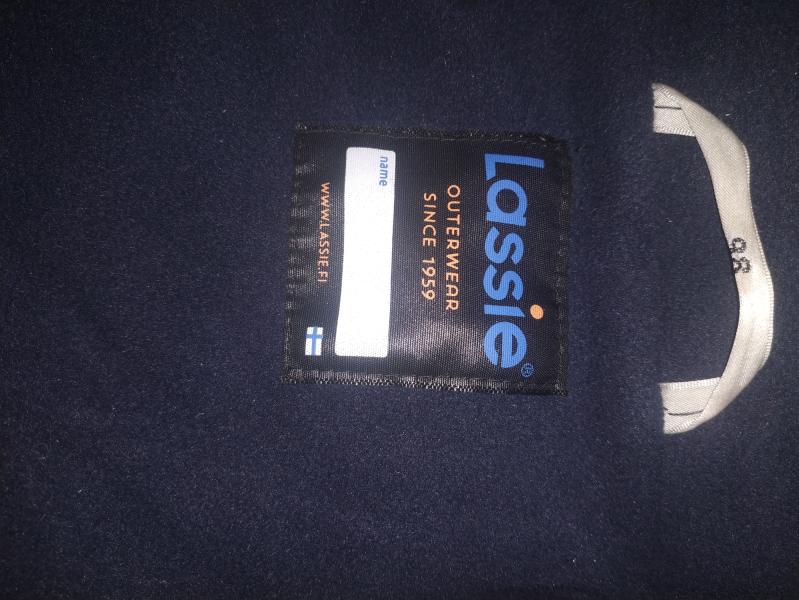 98
Lassie®
OUTERWEAR
SINCE 1959
name
WWW.LASSIE.FI